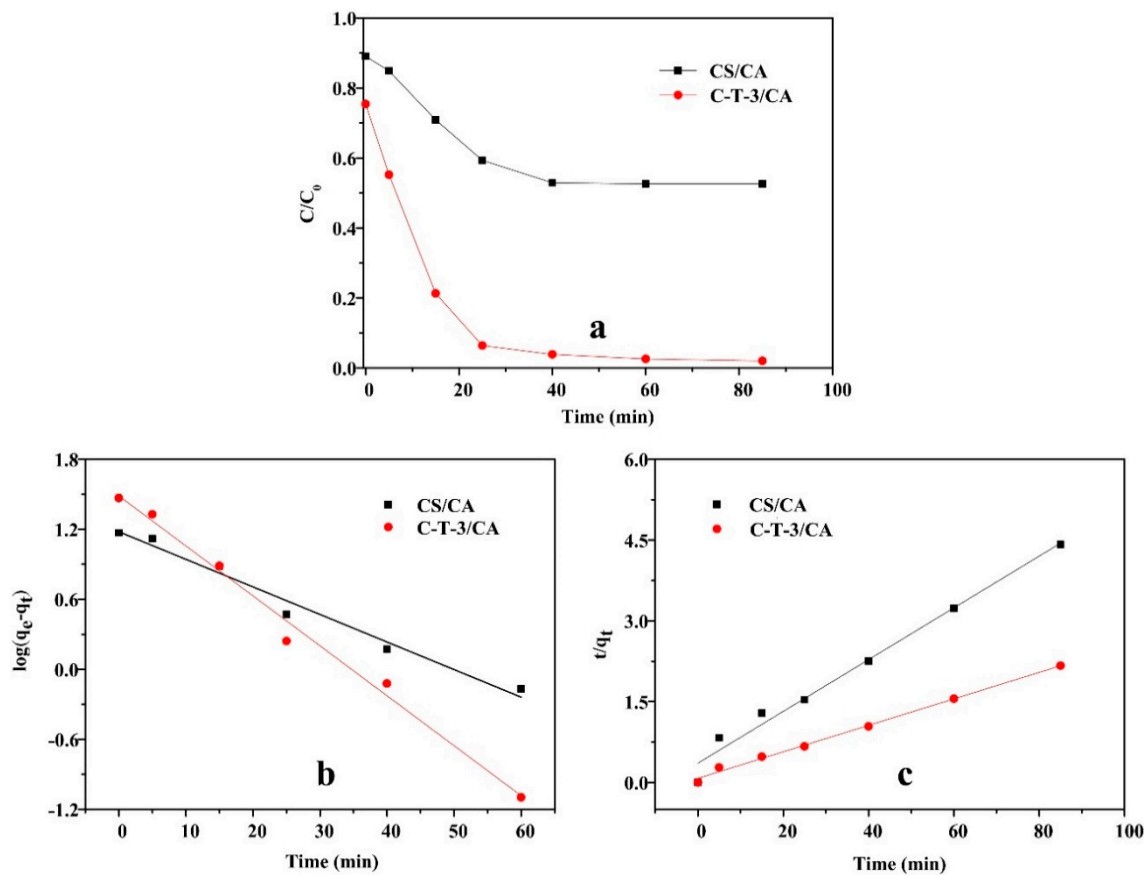 1.0
0.8
0.6
0.4
0.2
0.0
C/C₀
CS/CA
C-T-3/CA
a
0 20 40 60 80 100
Time (min)
1.8
1.2
0.6
0.0
-0.6
-1.2
log(qₑ-qₜ)
CS/CA
C-T-3/CA
b
0 10 20 30 40 50 60
Time (min)
6.0
4.5
3.0
1.5
0.0
t/qₜ
CS/CA
C-T-3/CA
c
0 20 40 60 80 100
Time (min)